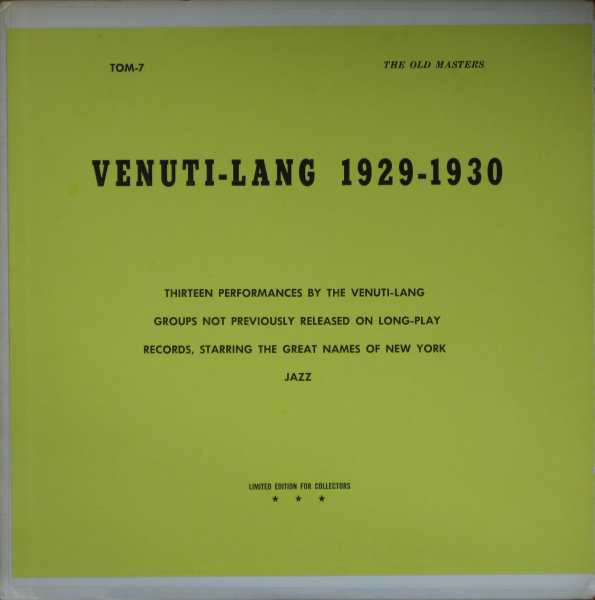 TOM-7
THE OLD MASTERS
VENUTI-LANG 1929-1930
THIRTEEN PERFORMANCES BY THE VENUTI-LANG
GROUPS NOT PREVIOUSLY RELEASED ON LONG-PLAY
RECORDS, STARRING THE GREAT NAMES OF NEW YORK
JAZZ
LIMITED EDITION FOR COLLECTORS
★ ★ ★